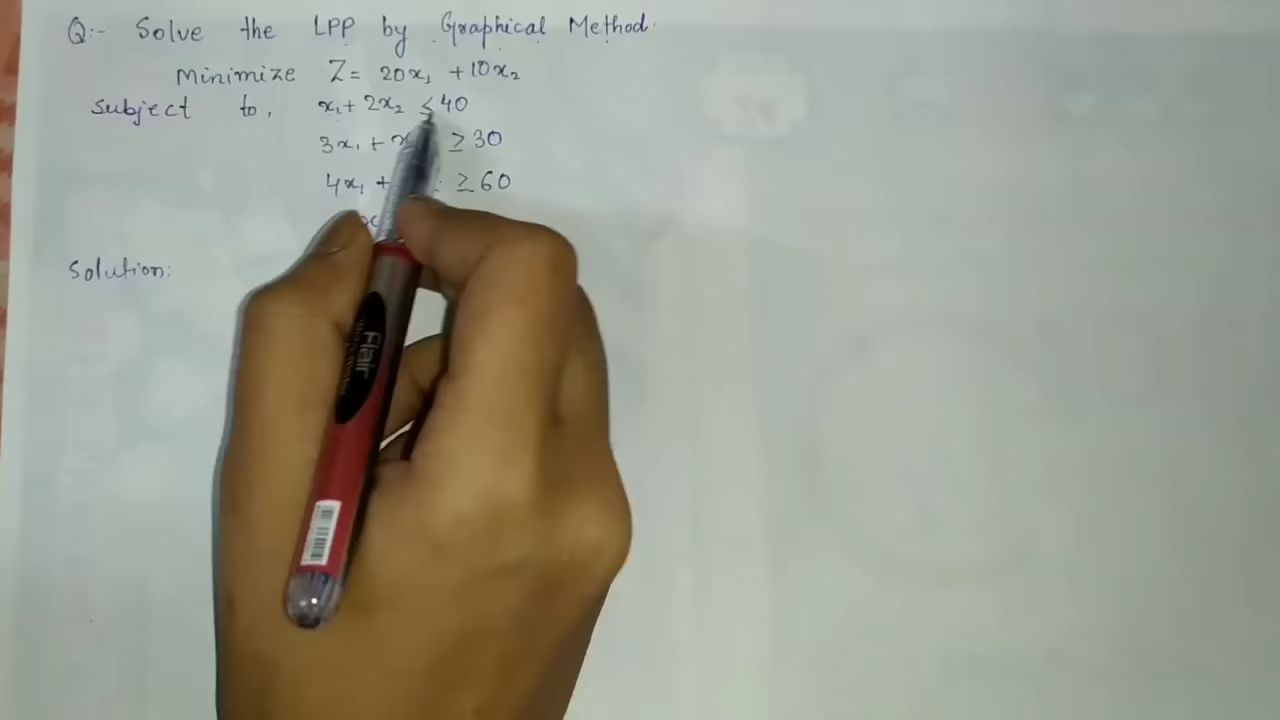 Q:- Solve the LPP by Graphical Method.
Minimize Z = 20x₁ + 10x₂
Subject to, x₁ + 2x₂ ≤ 40
3x₁ + x ≥ 30
4x₁ + ≥ 60
Solution:
Flair